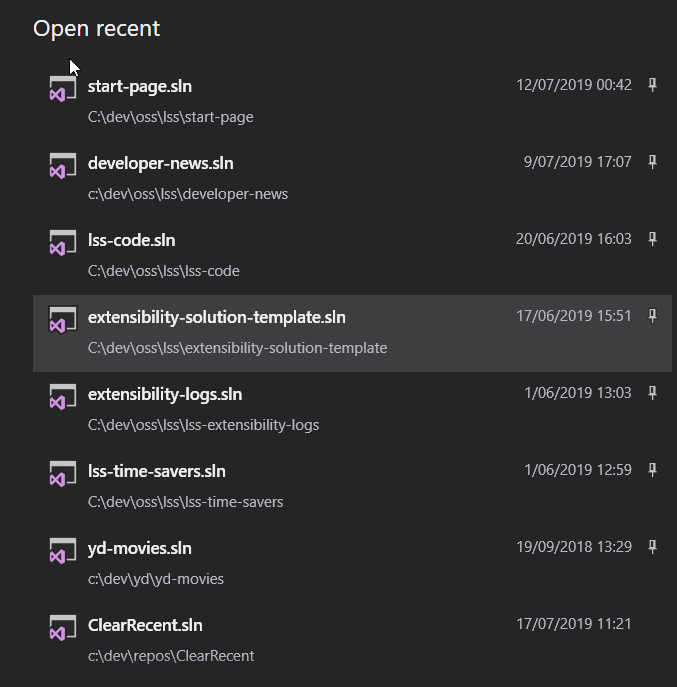 Open recent
start-page.sln 12/07/2019 00:42
C:\dev\oss\lss\start-page
developer-news.sln 9/07/2019 17:07
c:\dev\oss\lss\developer-news
lss-code.sln 20/06/2019 16:03
C:\dev\oss\lss\lss-code
extensibility-solution-template.sln 17/06/2019 15:51
C:\dev\oss\lss\extensibility-solution-template
extensibility-logs.sln 1/06/2019 13:03
C:\dev\oss\lss\lss-extensibility-logs
lss-time-savers.sln 1/06/2019 12:59
C:\dev\oss\lss\lss-time-savers
yd-movies.sln 19/09/2018 13:29
c:\dev\yd\yd-movies
ClearRecent.sln 17/07/2019 11:21
c:\dev\repos\ClearRecent